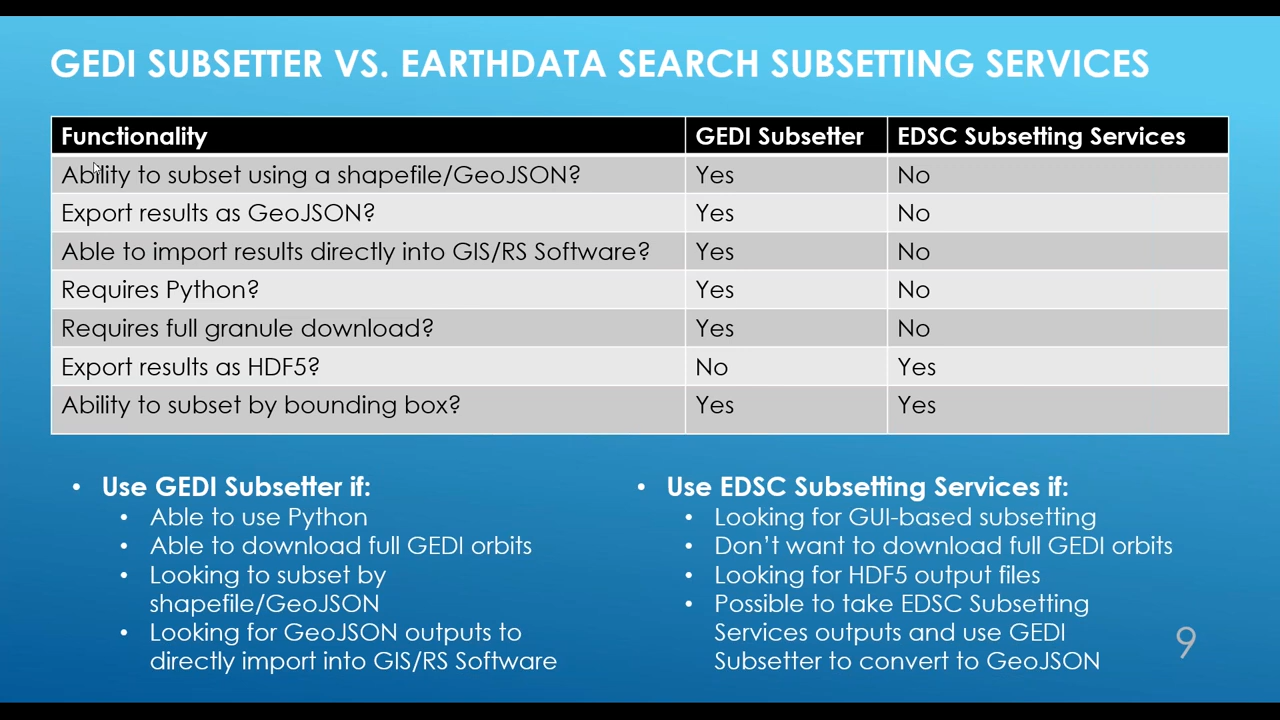 GEDI SUBSETTER VS. EARTHDATA SEARCH SUBSETTING SERVICES
Functionality GEDI Subsetter EDSC Subsetting Services
Ability to subset using a shapefile/GeoJSON? Yes No
Export results as GeoJSON? Yes No
Able to import results directly into GIS/RS Software? Yes No
Requires Python? Yes No
Requires full granule download? Yes No
Export results as HDF5? No Yes
Ability to subset by bounding box? Yes Yes
• Use GEDI Subsetter if:
• Able to use Python
• Able to download full GEDI orbits
• Looking to subset by
shapefile/GeoJSON
• Looking for GeoJSON outputs to
directly import into GIS/RS Software
• Use EDSC Subsetting Services if:
• Looking for GUI-based subsetting
• Don’t want to download full GEDI orbits
• Looking for HDF5 output files
• Possible to take EDSC Subsetting
Services outputs and use GEDI
Subsetter to convert to GeoJSON
9